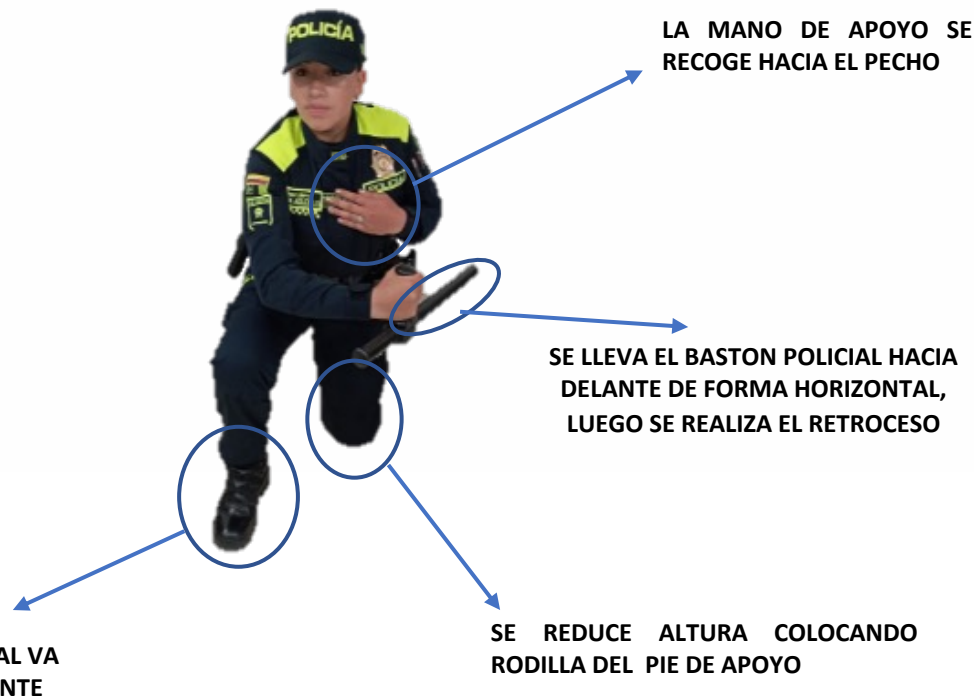 POLICÍA
LA MANO DE APOYO SE
RECOGE HACIA EL PECHO
POLICIA
SE LLEVA EL BASTON POLICIAL HACIA
DELANTE DE FORMA HORIZONTAL,
LUEGO SE REALIZA EL RETROCESO
SE REDUCE ALTURA COLOCANDO
RODILLA DEL PIE DE APOYO
AL VA
NTE